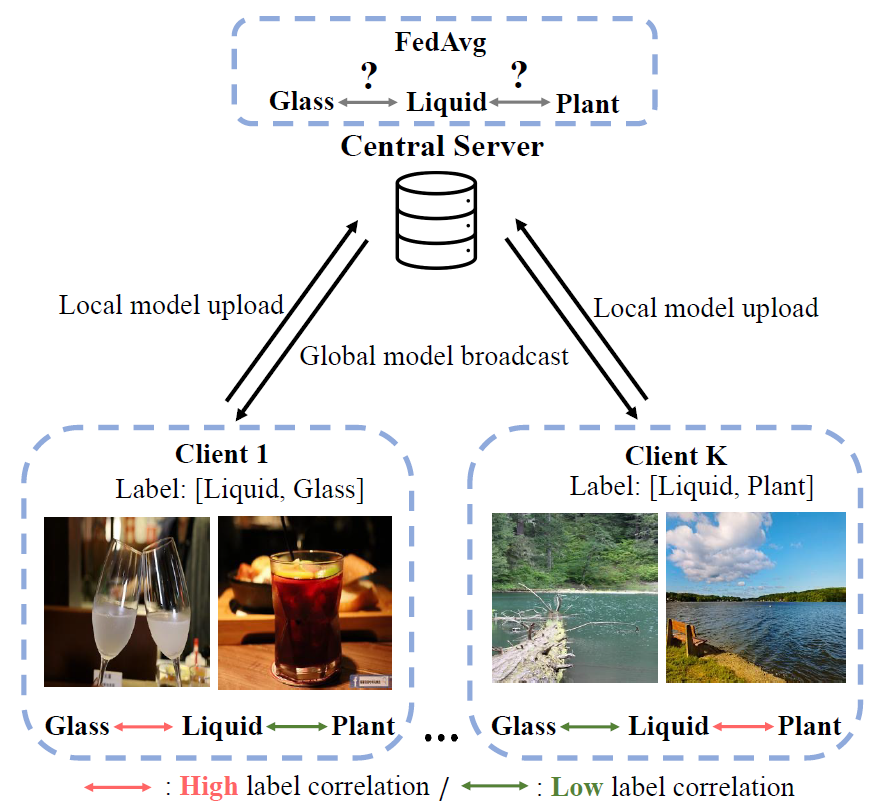 FedAvg
? ?
Glass Liquid Plant
Central Server
Local model upload
Local model upload
Global model broadcast
Client 1
Label: [Liquid, Glass]
Glass Liquid Plant
...
Client K
Label: [Liquid, Plant]
Glass Liquid Plant
: High label correlation / : Low label correlation